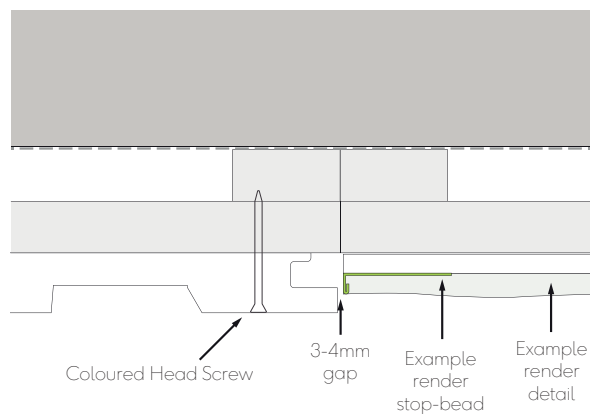 Coloured Head Screw
3-4mm
gap
Example
render
stop-bead
Example
render
detail